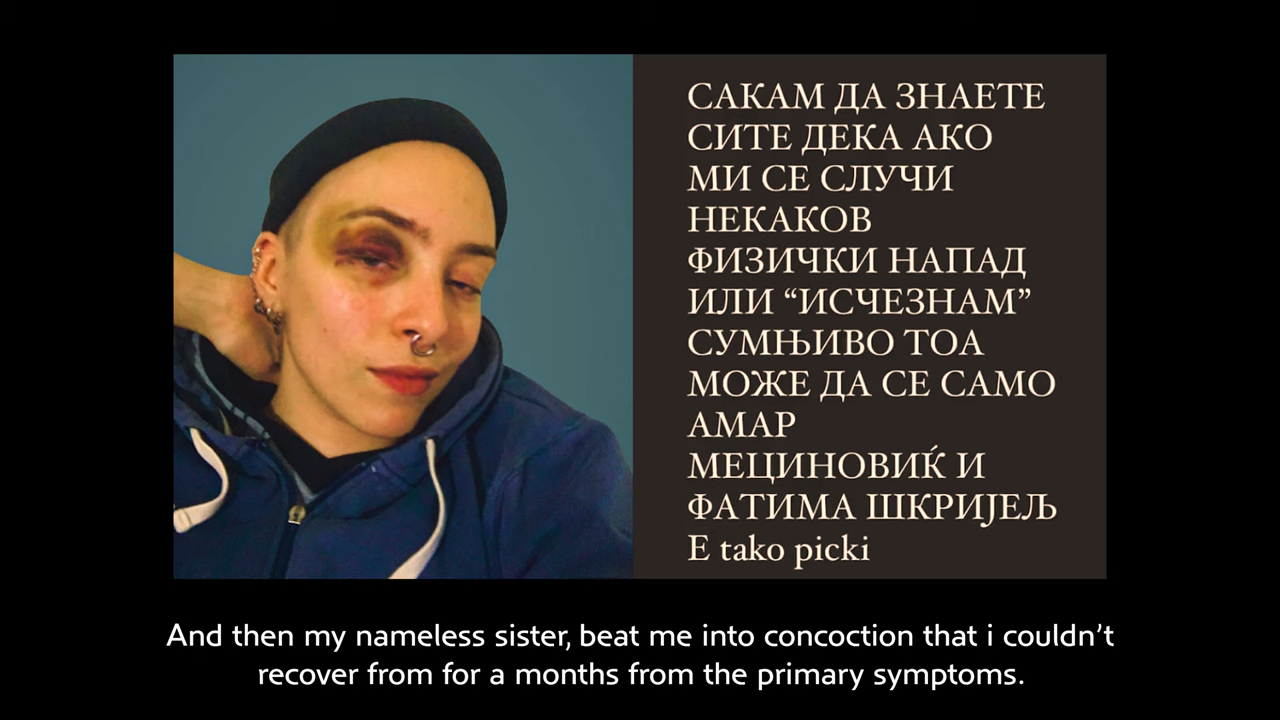 САКАМ ДА ЗНАЕТЕ
СИТЕ ДЕКА АКО
МИ СЕ СЛУЧИ
НЕКАКОВ
ФИЗИЧКИ НАПАД
ИЛИ “ИСЧЕЗНАМ”
СУМЊИВО ТОА
МОЖЕ ДА СЕ САМО
АМАР
МЕЦИНОВИЌ И
ФАТИМА ШКРИЈЕЉ
E tako picki
And then my nameless sister, beat me into concoction that i couldn’t
recover from for a months from the primary symptoms.